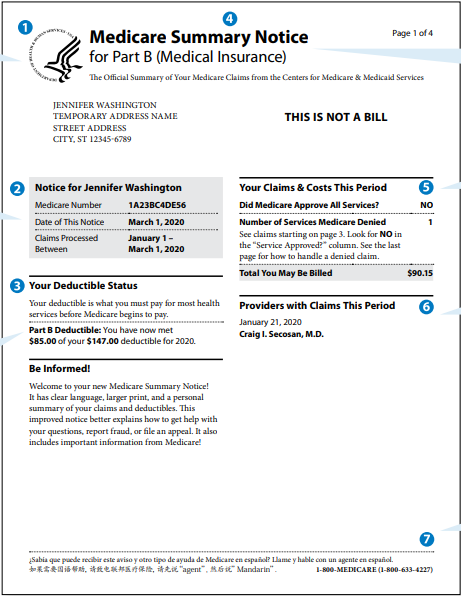 1
4
Medicare Summary Notice
Page 1 of 4
for Part B (Medical Insurance)
The Official Summary of Your Medicare Claims from the Centers for Medicare & Medicaid Services
JENNIFER WASHINGTON
TEMPORARY ADDRESS NAME
STREET ADDRESS
CITY, ST 12345-6789
THIS IS NOT A BILL
2
Notice for Jennifer Washington
Medicare Number 1A23BC4DE56
Date of This Notice March 1, 2020
Claims Processed January 1 –
Between March 1, 2020
3
Your Deductible Status
Your deductible is what you must pay for most health
services before Medicare begins to pay.
Part B Deductible: You have now met
$85.00 of your $147.00 deductible for 2020.
Be Informed!
Welcome to your new Medicare Summary Notice!
It has clear language, larger print, and a personal
summary of your claims and deductibles. This
improved notice better explains how to get help with
your questions, report fraud, or file an appeal. It also
includes important information from Medicare!
5
Your Claims & Costs This Period
Did Medicare Approve All Services? NO
Number of Services Medicare Denied 1
See claims starting on page 3. Look for NO in
the “Service Approved?” column. See the last
page for how to handle a denied claim.
Total You May Be Billed $90.15
6
Providers with Claims This Period
January 21, 2020
Craig I. Secosan, M.D.
7
¿Sabía que puede recibir este aviso y otro tipo de ayuda de Medicare en español? Llame y hable con un agente en español.
如果需要国语帮助, 请致电联邦医疗保险, 请先说“agent”, 然后说“Mandarin”. 1-800-MEDICARE (1-800-633-4227)